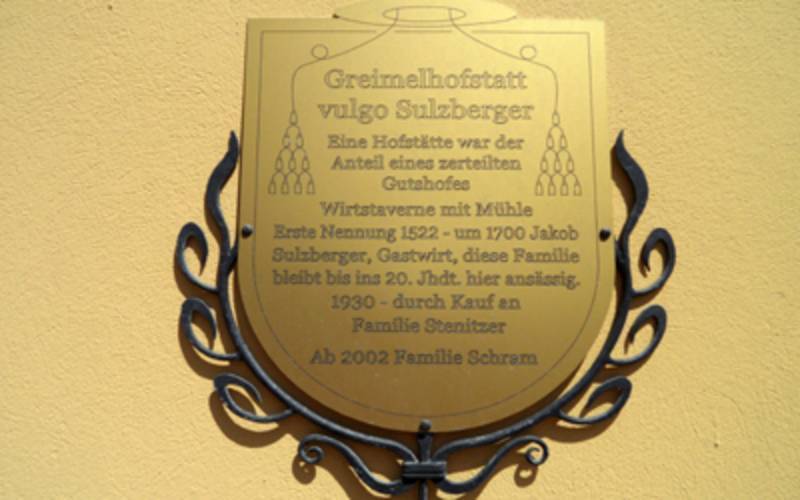 Greimelhofstatt
vulgo Sulzberger
Eine Hofstätte war der
Anteil eines zerteilten
Gutshofes
Wirtstaverne mit Mühle
Erste Nennung 1522 - um 1700 Jakob
Sulzberger, Gastwirt, diese Familie
bleibt bis ins 20. Jhdt. hier ansässig.
1930 - durch Kauf an
Familie Stenitzer
Ab 2002 Familie Schram